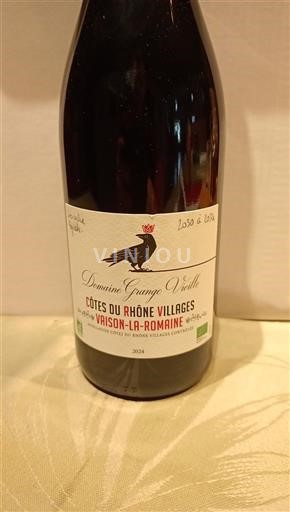 2030 à 2034
VINIOU
Domaine Grange Vieille
CÔTES DU RHÔNE VILLAGES
VAISON-LA-ROMAINE
APPELLATION CÔTES DU RHÔNE VILLAGES CONTRÔLÉE
2024